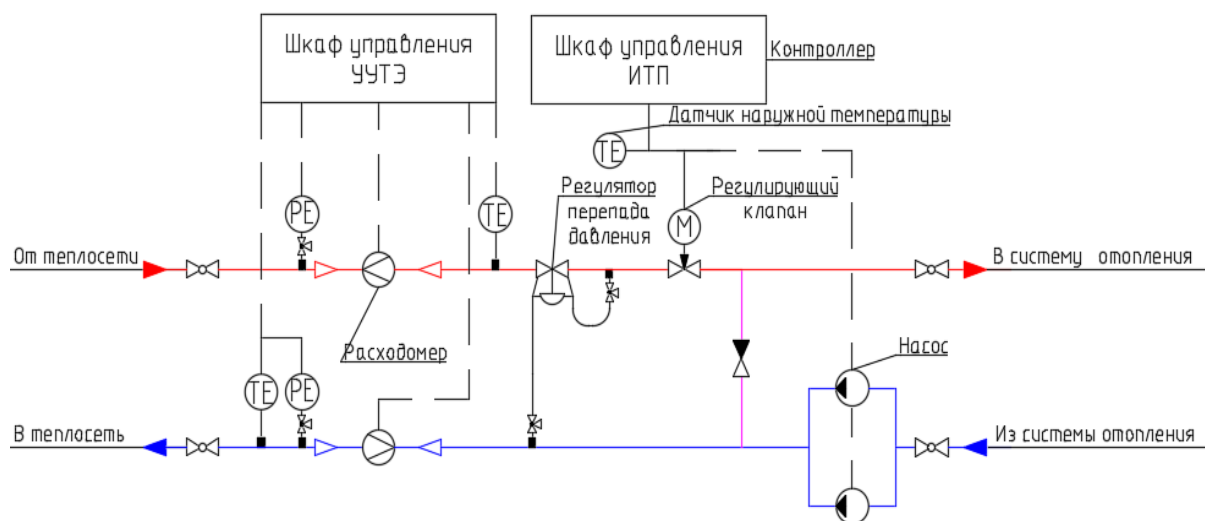 Шкаф управления
УУТЭ
Шкаф управления
ИТП
Контроллер
Датчик наружной температуры
TE
PE
TE
Регулятор
перепада
давления
Регулирующий
клапан
M
От теплосети
В систему отопления
Расходомер
Насос
TE
PE
В теплосеть
Из системы отопления